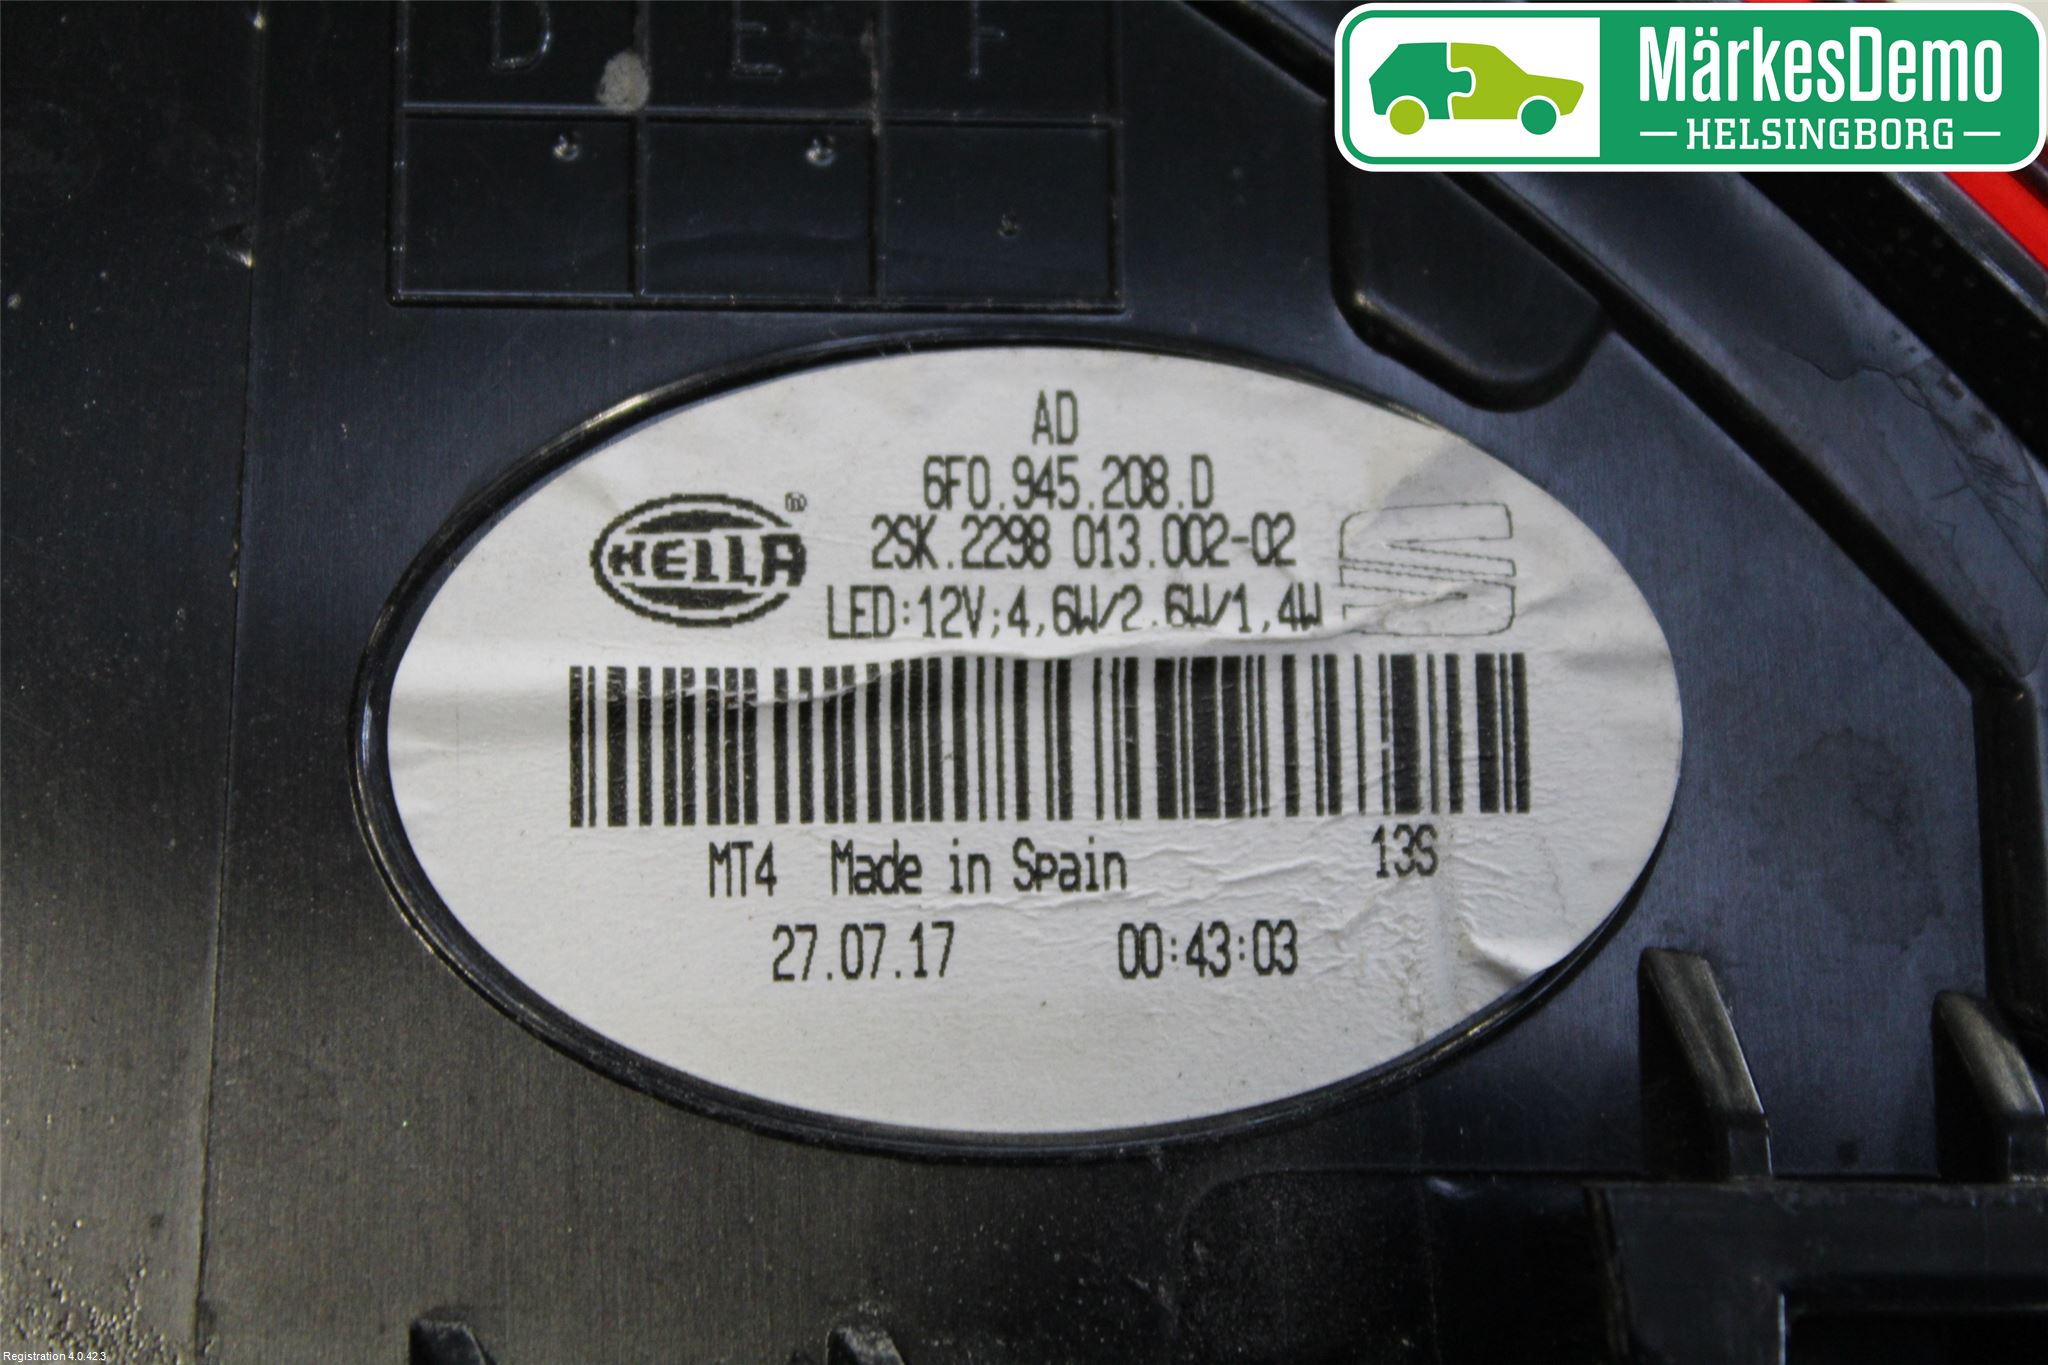 D E F
MärkesDemo
HELSINGBORG
AD
6F0.945.208.D
HELLA ®
2SK.2298 013.002-02
LED:12V;4,6W/2.6W/1,4W
MT4 Made in Spain 13S
27.07.17 00:43:03
Registration 4.0.42.3